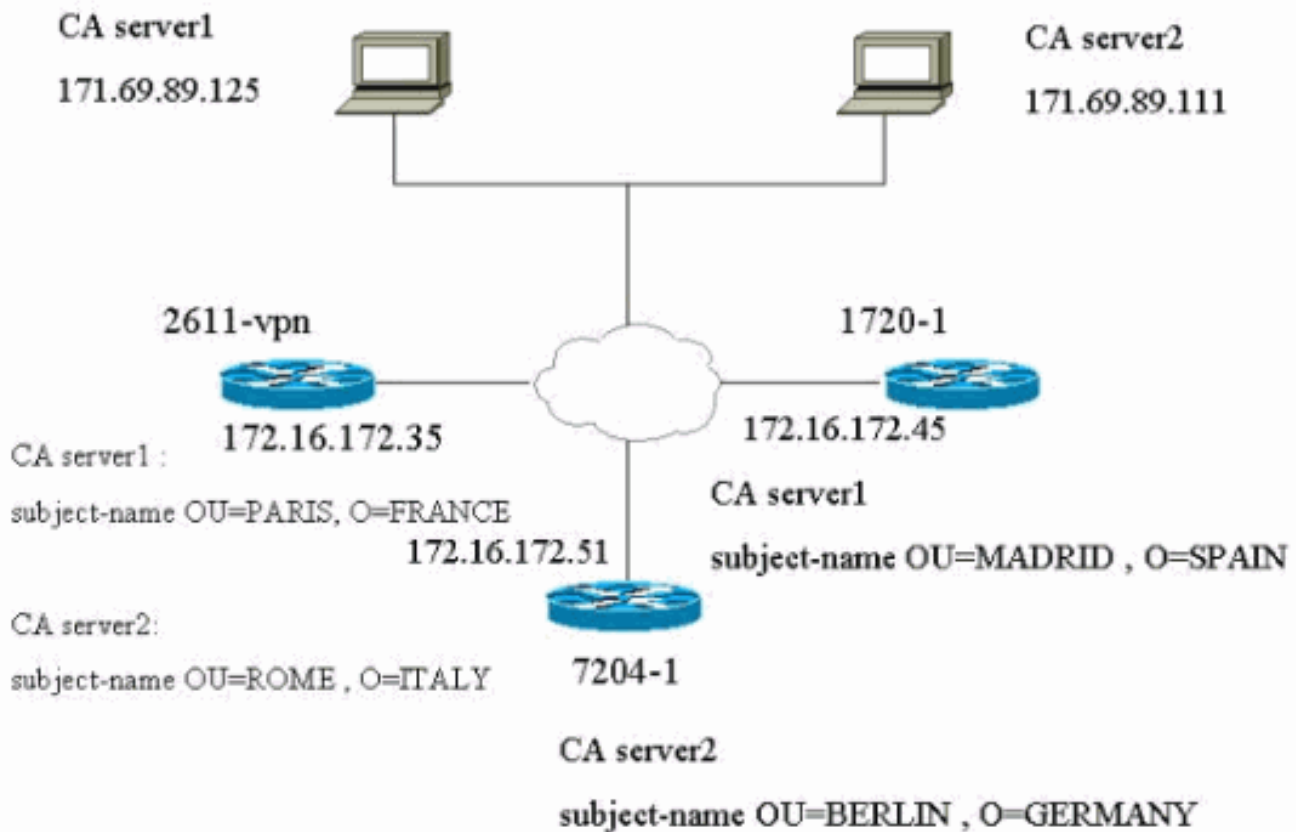 CA server1
171.69.89.125
CA server2
171.69.89.111
2611-vpn
1720-1
172.16.172.35
172.16.172.45
CA server1 :
subject-name OU=PARIS, O=FRANCE
CA server1
subject-name OU=MADRID , O=SPAIN
172.16.172.51
CA server2:
subject-name OU=ROME , O=ITALY
7204-1
CA server2
subject-name OU=BERLIN , O=GERMANY